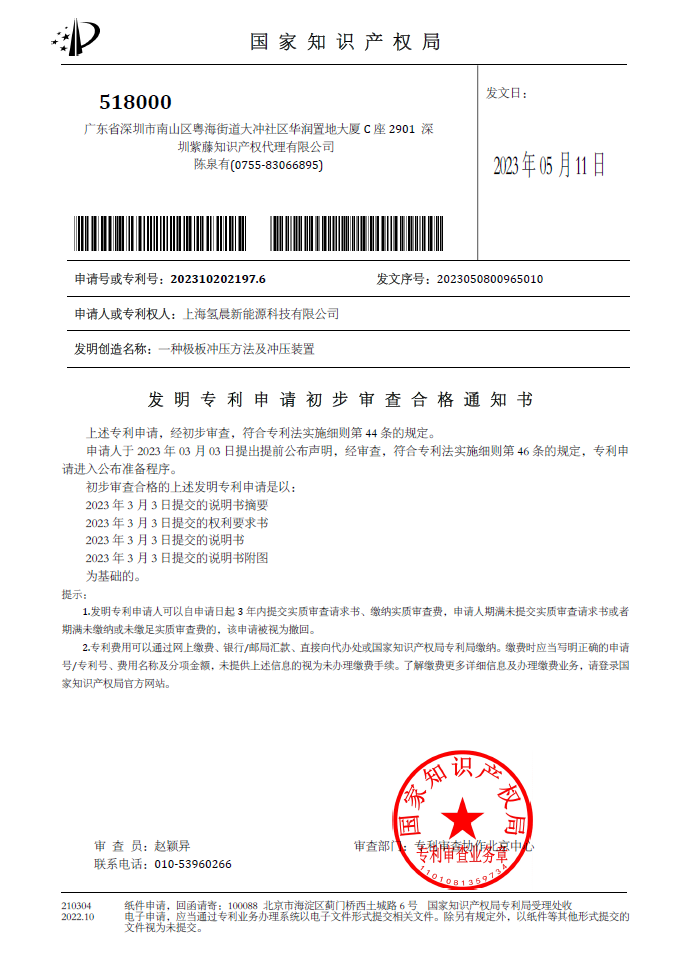 国家知识产权局
518000
广东省深圳市南山区粤海街道大冲社区华润置地大厦 C 座 2901 深
圳紫藤知识产权代理有限公司
陈泉有(0755-83066895)
发文日：
2023 年 05 月 11 日
申请号或专利号：202310202197.6
发文序号：2023050800965010
申请人或专利权人：上海氢晨新能源科技有限公司
发明创造名称：一种极板冲压方法及冲压装置
发明专利申请初步审查合格通知书
上述专利申请，经初步审查，符合专利法实施细则第 44 条的规定。
申请人于 2023 年 03 月 03 日提出提前公布声明，经审查，符合专利法实施细则第 46 条的规定，专利申
请进入公布准备程序。
初步审查合格的上述发明专利申请是以：
2023 年 3 月 3 日提交的说明书摘要
2023 年 3 月 3 日提交的权利要求书
2023 年 3 月 3 日提交的说明书
2023 年 3 月 3 日提交的说明书附图
为基础的。
提示：
1.发明专利申请人可以自申请日起 3 年内提交实质审查请求书、缴纳实质审查费，申请人期满未提交实质审查请求书或者
期满未缴纳或未缴足实质审查费的，该申请被视为撤回。
2.专利费用可以通过网上缴费、银行/邮局汇款、直接向代办处或国家知识产权局专利局缴纳。缴费时应当写明正确的申请
号/专利号、费用名称及分项金额，未提供上述信息的视为未办理缴费手续。了解缴费更多详细信息及办理缴费业务，请登录国
家知识产权局官方网站。
国家知识产权局
专利审查业务章
1101081359734
审 查 员：赵颖昇
审查部门：专利审查协作北京中心
联系电话：010-53960266
210304
2022.10
纸件申请，回函请寄：100088 北京市海淀区蓟门桥西土城路 6 号 国家知识产权局专利局受理处收
电子申请，应当通过专利业务办理系统以电子文件形式提交相关文件。除另有规定外，以纸件等其他形式提交的
文件视为未提交。